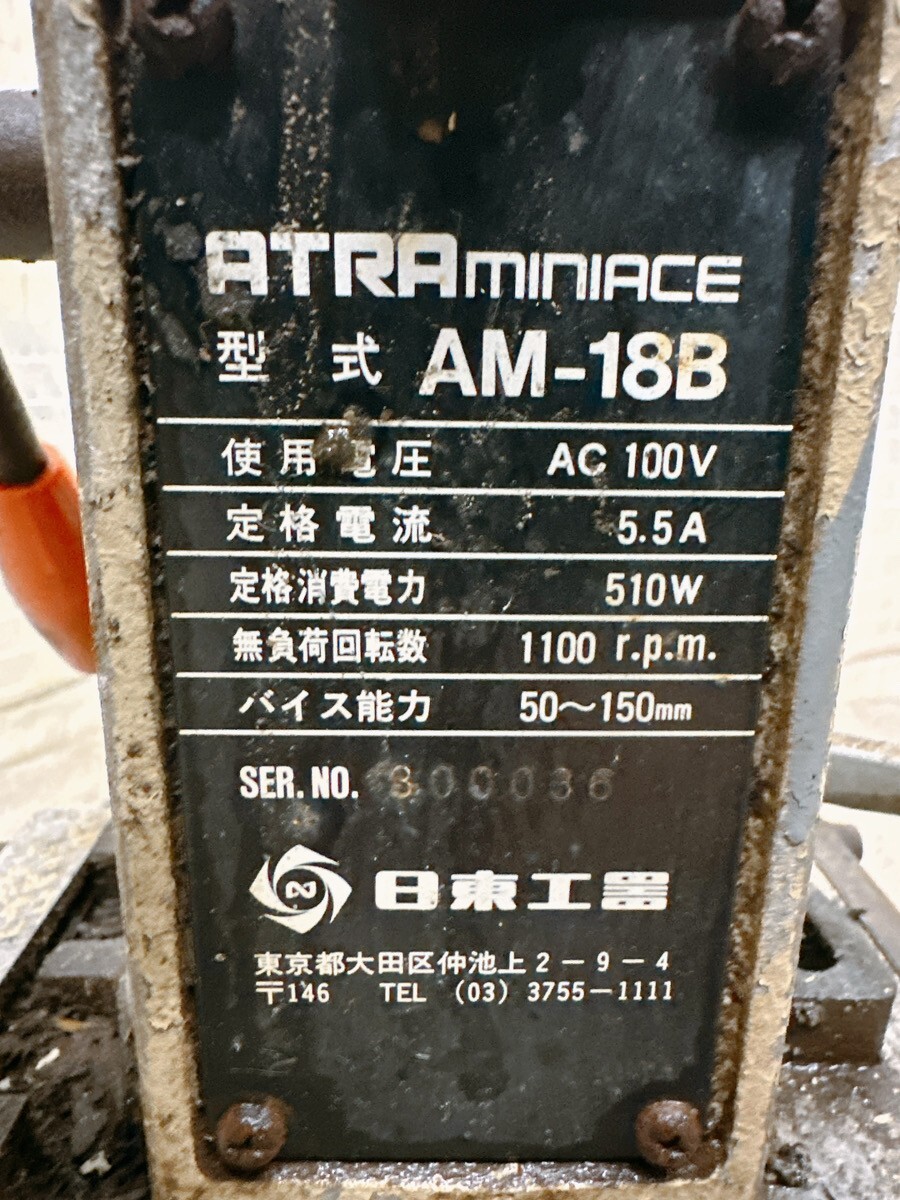 ATRA MINIACE
型式 AM-18B
使用電圧 AC 100V
定格電流 5.5A
定格消費電力 510W
無負荷回転数 1100 r.p.m.
バイス能力 50〜150mm
SER. NO. 300036
日東工器
東京都大田区仲池上2-9-4
〒146 TEL (03) 3755-1111